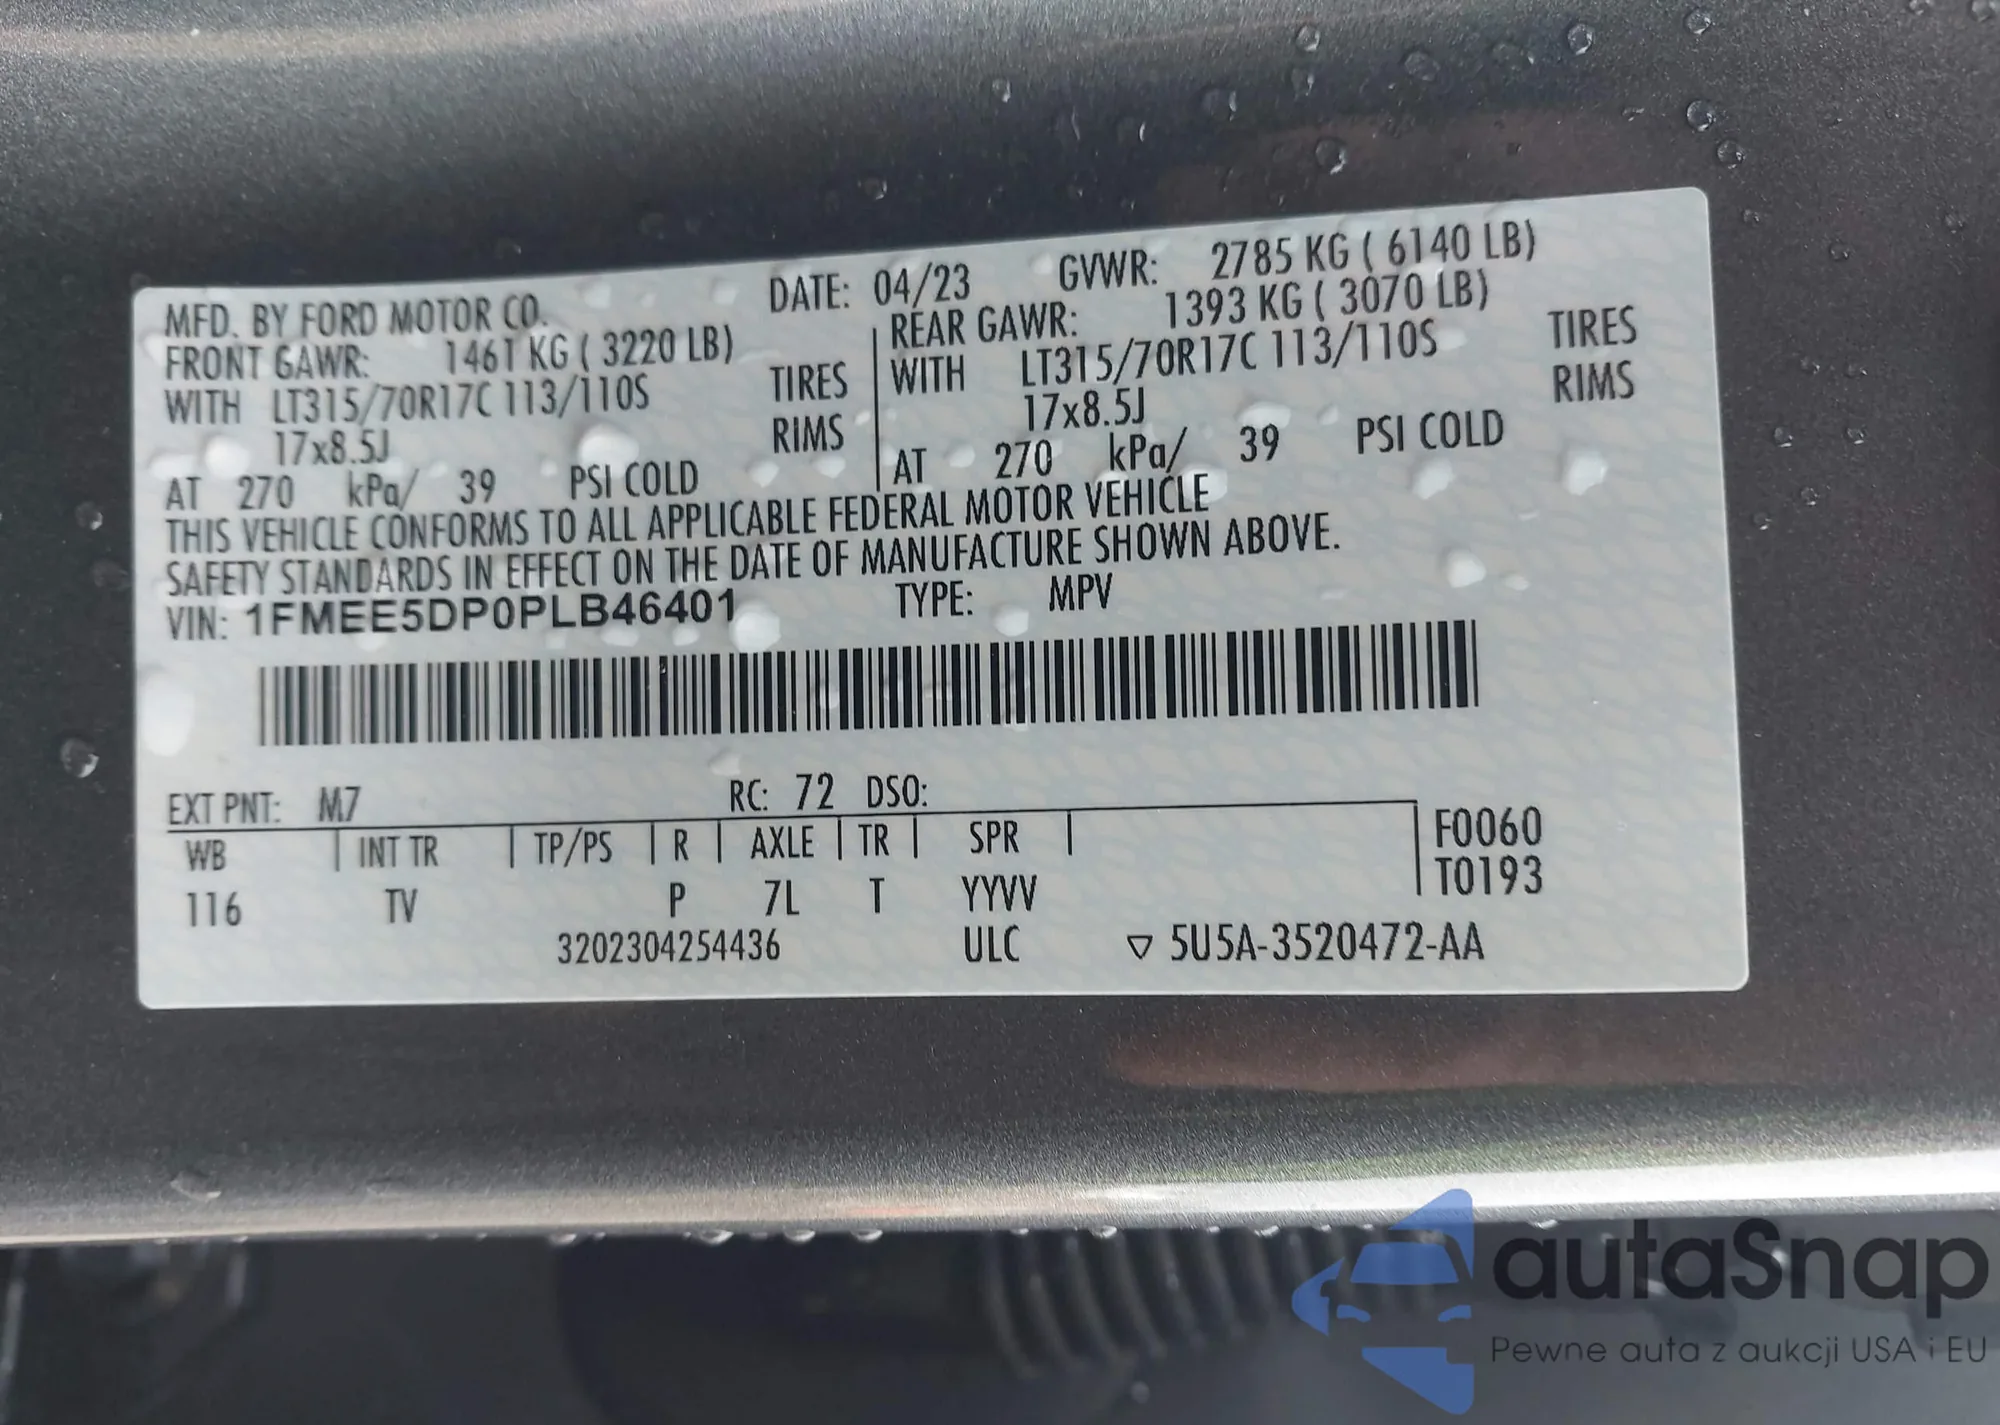 MFD. BY FORD MOTOR CO. DATE: 04/23 GVWR: 2785 KG ( 6140 LB)
FRONT GAWR: 1461 KG ( 3220 LB) REAR GAWR: 1393 KG ( 3070 LB)
WITH LT315/70R17C 113/110S TIRES WITH LT315/70R17C 113/110S TIRES
17x8.5J RIMS 17x8.5J RIMS
AT 270 kPa/ 39 PSI COLD AT 270 kPa/ 39 PSI COLD
THIS VEHICLE CONFORMS TO ALL APPLICABLE FEDERAL MOTOR VEHICLE
SAFETY STANDARDS IN EFFECT ON THE DATE OF MANUFACTURE SHOWN ABOVE.
VIN: 1FMEE5DP0PLB46401 TYPE: MPV
EXT PNT: M7 RC: 72 DSO:
WB INT TR TP/PS R AXLE TR SPR F0060
T0193
116 TV P 7L T YYVV
3202304254436 ULC ▽ 5U5A-3520472-AA
autaSnap
Pewne auta z aukcji USA i EU